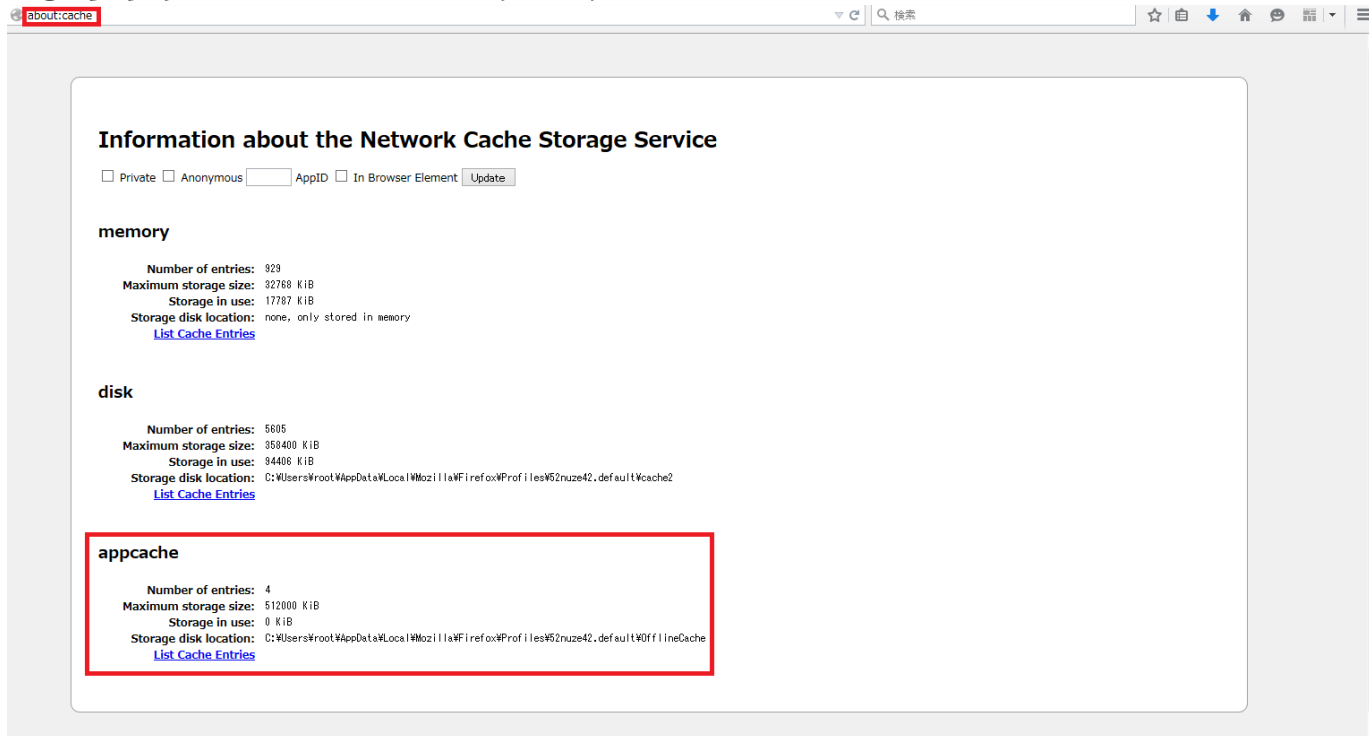 about:cache
検索
Information about the Network Cache Storage Service
Private Anonymous AppID In Browser Element Update
memory
Number of entries: 929
Maximum storage size: 32768 KiB
Storage in use: 17787 KiB
Storage disk location: none, only stored in memory
List Cache Entries
disk
Number of entries: 5605
Maximum storage size: 358400 KiB
Storage in use: 94406 KiB
Storage disk location: C:¥Users¥root¥AppData¥Local¥Mozilla¥Firefox¥Profiles¥52nuze42.default¥cache2
List Cache Entries
appcache
Number of entries: 4
Maximum storage size: 512000 KiB
Storage in use: 0 KiB
Storage disk location: C:¥Users¥root¥AppData¥Local¥Mozilla¥Firefox¥Profiles¥52nuze42.default¥OfflineCache
List Cache Entries